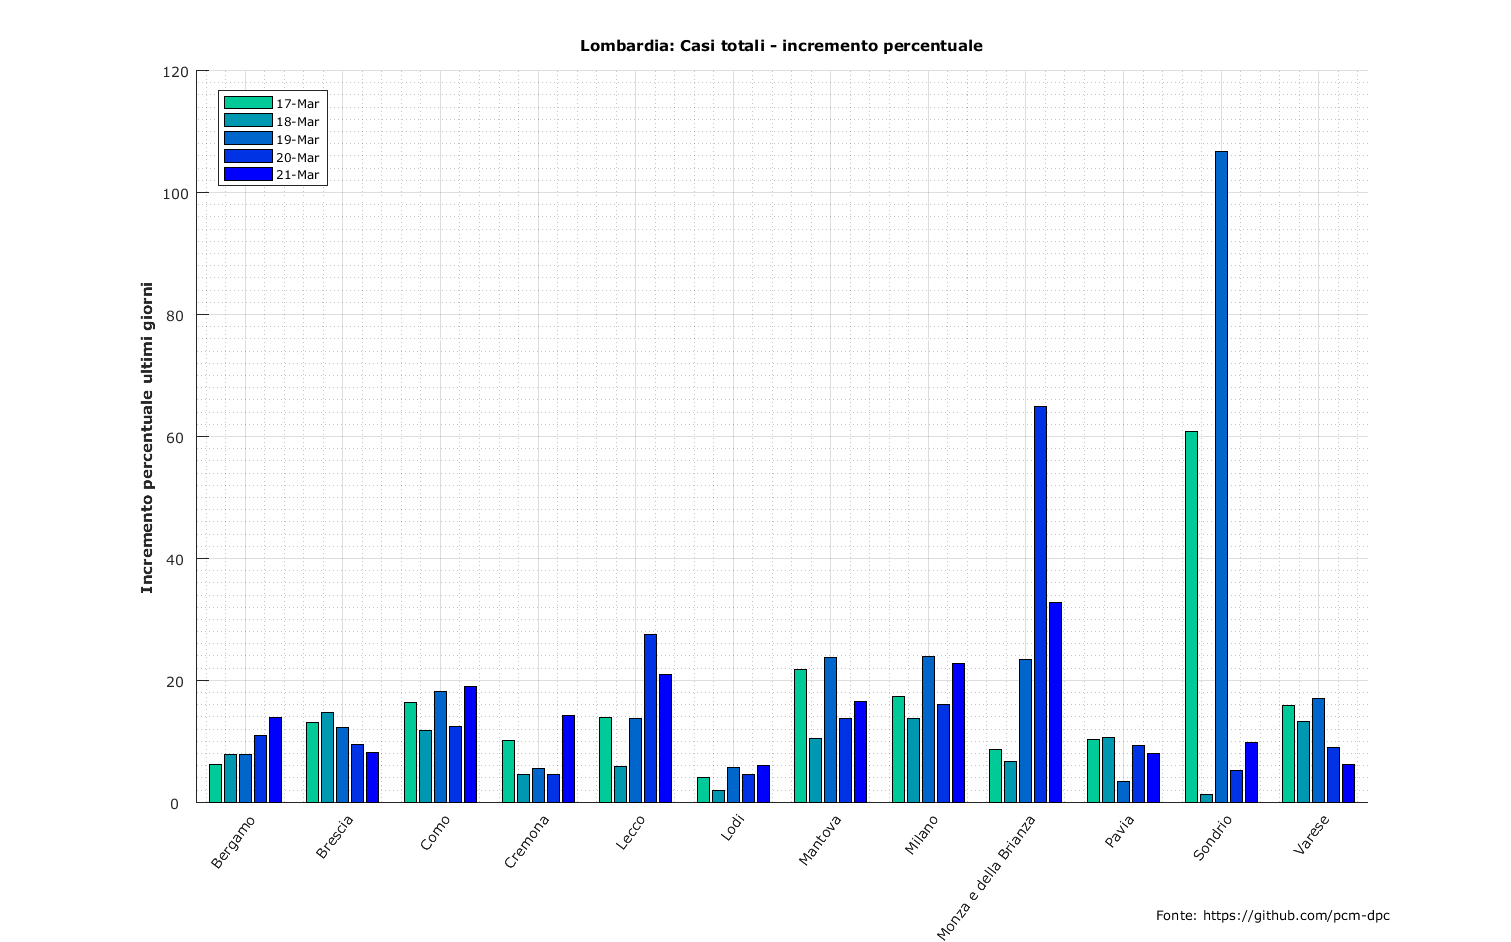 Lombardia: Casi totali - incremento percentuale
120
100
80
60
40
20
0
Incremento percentuale ultimi giorni
17-Mar
18-Mar
19-Mar
20-Mar
21-Mar
Bergamo
Brescia
Como
Cremona
Lecco
Lodi
Mantova
Milano
Monza e della Brianza
Pavia
Sondrio
Varese
Fonte: https://github.com/pcm-dpc